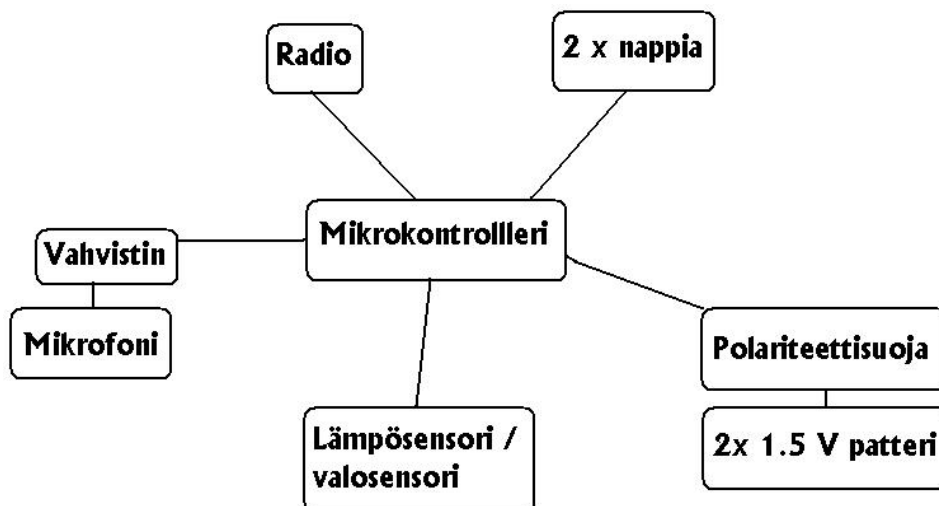 Radio
2 x nappia
Mikrokontrollleri
Vahvistin
Mikrofoni
Polariteettisuoja
2x 1.5 V patteri
Lämpösensori /
valosensori